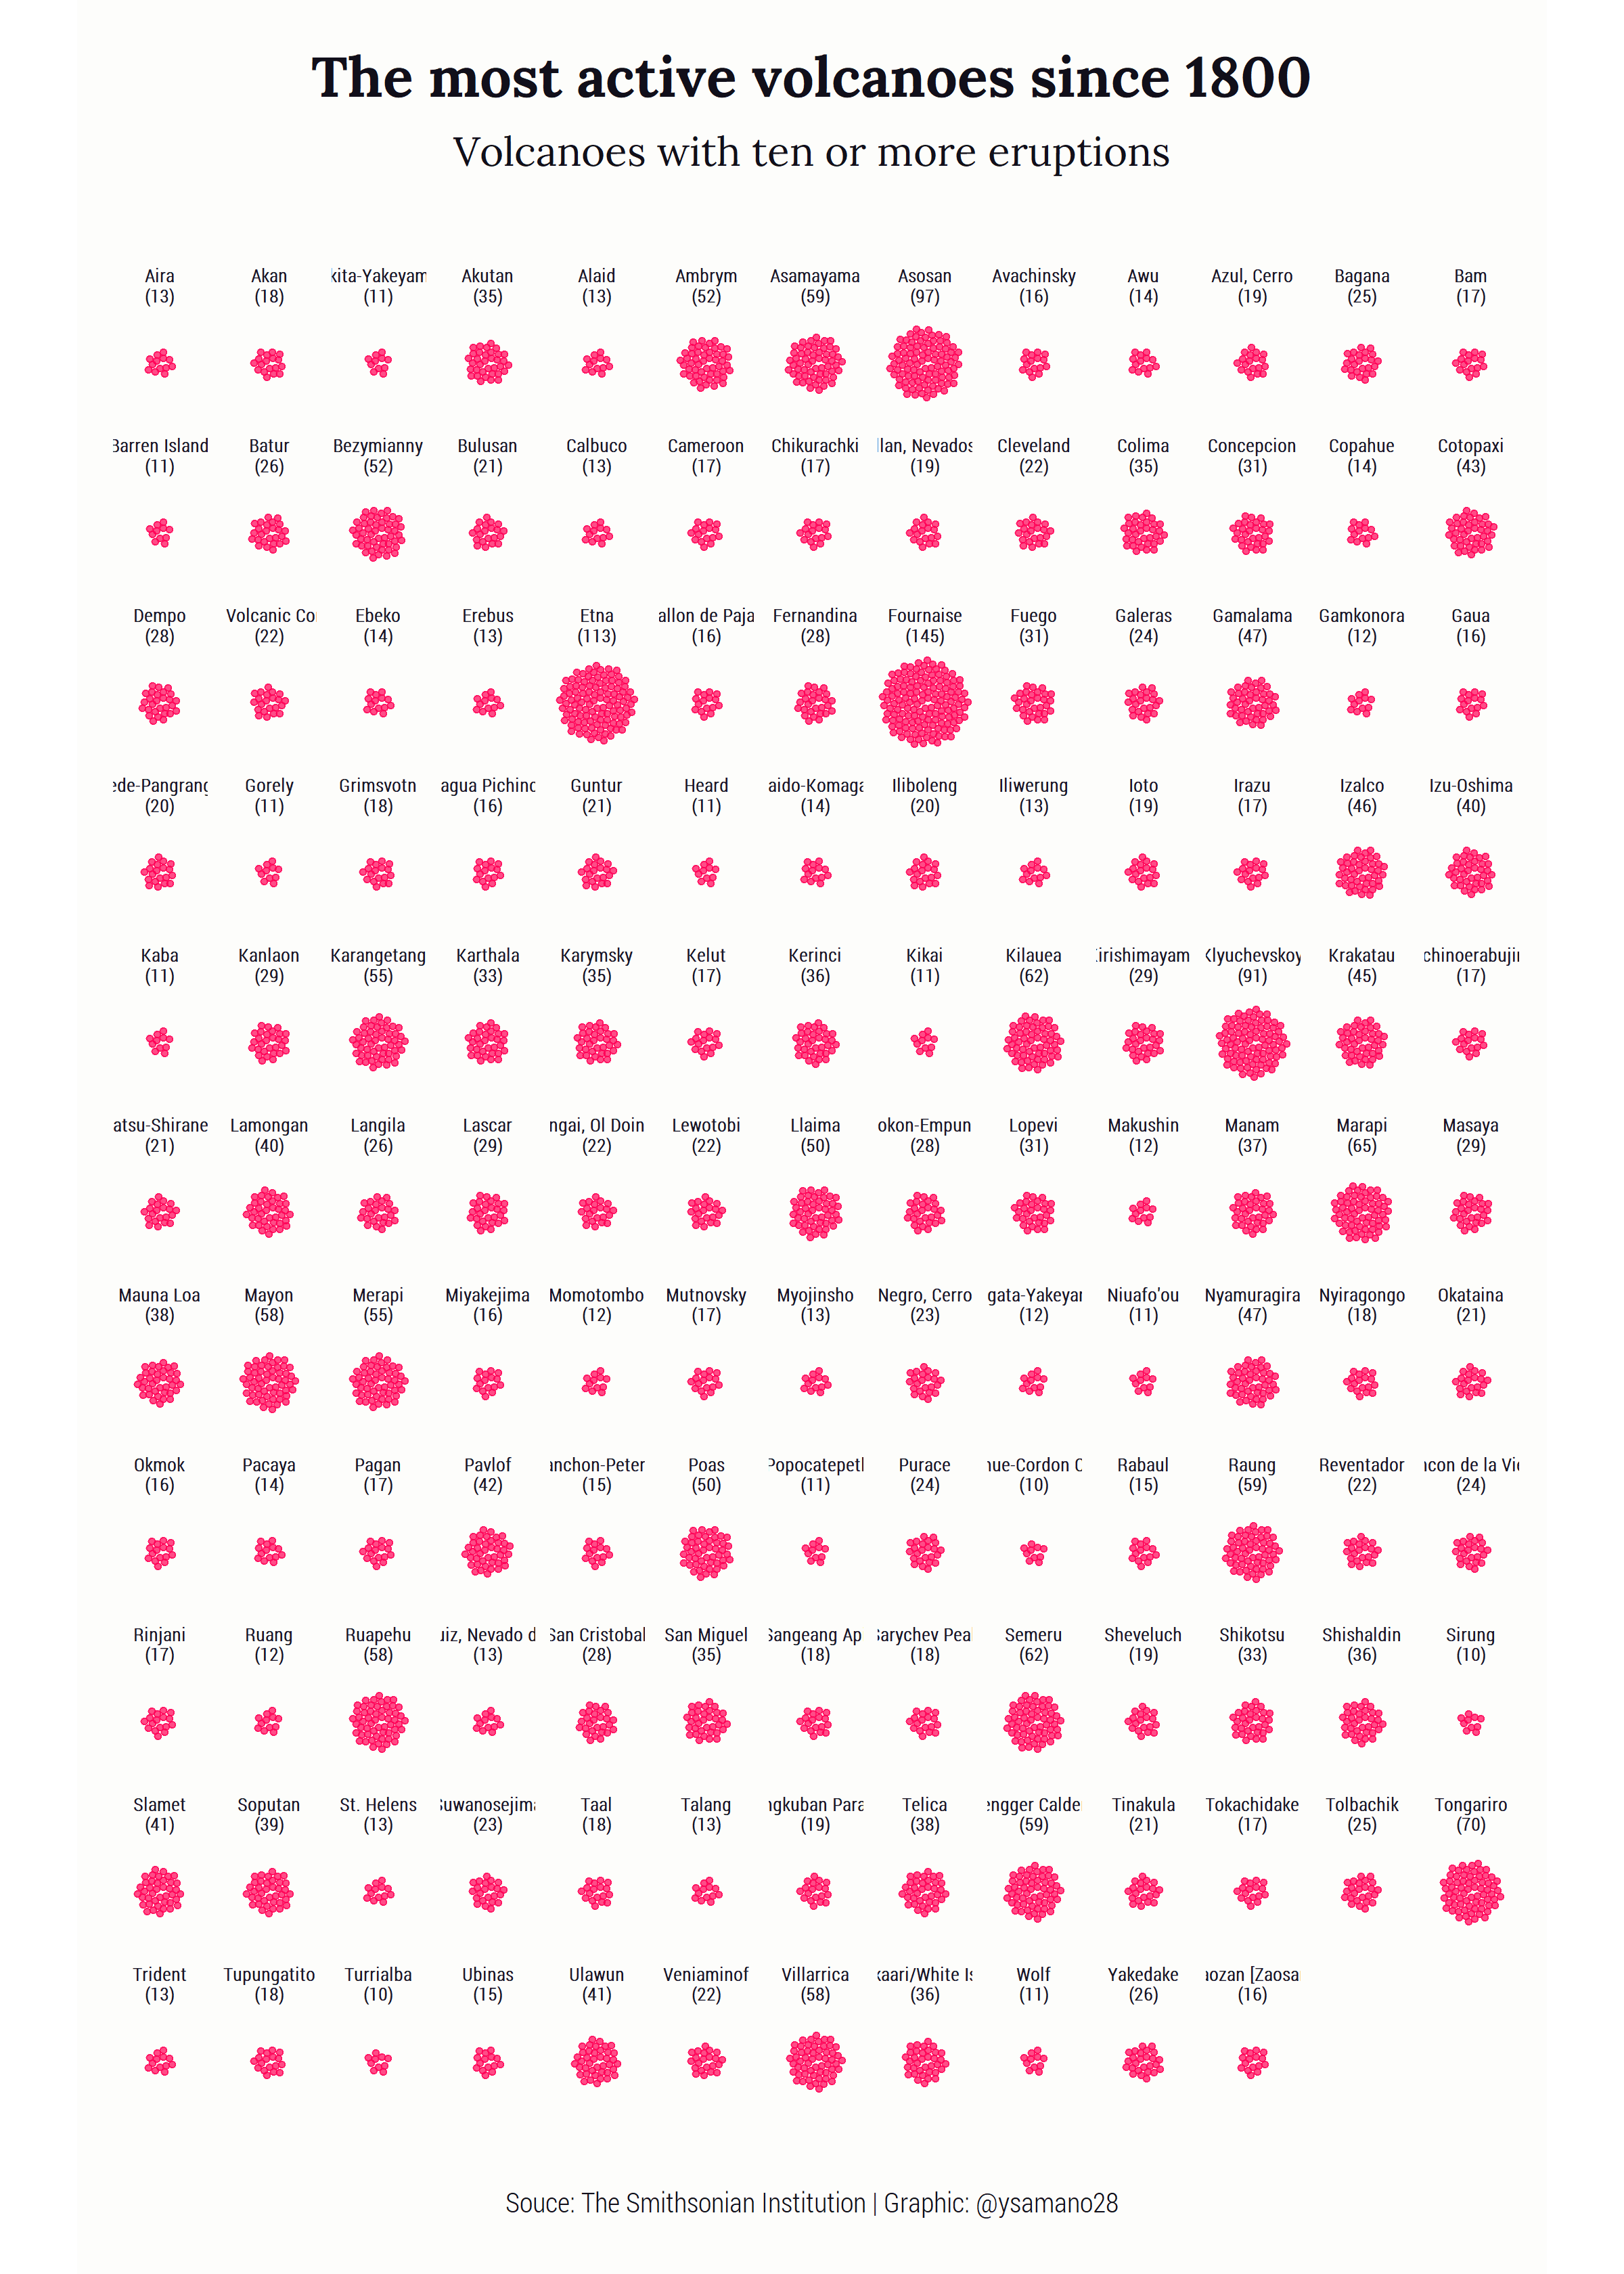 The most active volcanoes since 1800
Volcanoes with ten or more eruptions
Aira Akan kita-Yakeyam Akutan Alaid Ambrym Asamayama Asosan Avachinsky Awu Azul, Cerro Bagana Bam
(13) (18) (11) (35) (13) (52) (59) (97) (16) (14) (19) (25) (17)
Barren Island Batur Bezymianny Bulusan Calbuco Cameroon Chikurachki llan, Nevados Cleveland Colima Concepcion Copahue Cotopaxi
(11) (26) (52) (21) (13) (17) (17) (19) (22) (35) (31) (14) (43)
Dempo Volcanic Co Ebeko Erebus Etna allon de Paja Fernandina Fournaise Fuego Galeras Gamalama Gamkonora Gaua
(28) (22) (14) (13) (113) (16) (28) (145) (31) (24) (47) (12) (16)
ede-Pangrang Gorely Grimsvotn agua Pichinc Guntur Heard aido-Komaga Iliboleng Iliwerung Ioto Irazu Izalco Izu-Oshima
(20) (11) (18) (16) (21) (11) (14) (20) (13) (19) (17) (46) (40)
Kaba Kanlaon Karangetang Karthala Karymsky Kelut Kerinci Kikai Kilauea irishimayam Klyuchevskoy Krakatau chinoerabujin
(11) (29) (55) (33) (35) (17) (36) (11) (62) (29) (91) (45) (17)
atsu-Shirane Lamongan Langila Lascar ngai, Ol Doin Lewotobi Llaima okon-Empun Lopevi Makushin Manam Marapi Masaya
(21) (40) (26) (29) (22) (22) (50) (28) (31) (12) (37) (65) (29)
Mauna Loa Mayon Merapi Miyakejima Momotombo Mutnovsky Myojinsho Negro, Cerro gata-Yakeyan Niuafo'ou Nyamuragira Nyiragongo Okataina
(38) (58) (55) (16) (12) (17) (13) (23) (12) (11) (47) (18) (21)
Okmok Pacaya Pagan Pavlof anchon-Peter Poas Popocatepetl Purace hue-Cordon C Rabaul Raung Reventador ncon de la Vie
(16) (14) (17) (42) (15) (50) (11) (24) (10) (15) (59) (22) (24)
Rinjani Ruang Ruapehu uiz, Nevado d San Cristobal San Miguel Sangeang Ap Sarychev Pea Semeru Sheveluch Shikotsu Shishaldin Sirung
(17) (12) (58) (13) (28) (35) (18) (18) (62) (19) (33) (36) (10)
Slamet Soputan St. Helens Suwanosejima Taal Talang ngkuban Para Telica engger Calde Tinakula Tokachidake Tolbachik Tongariro
(41) (39) (13) (23) (18) (13) (19) (38) (59) (21) (17) (25) (70)
Trident Tupungatito Turrialba Ubinas Ulawun Veniaminof Villarrica kaari/White Is Wolf Yakedake aozan [Zaosa
(13) (18) (10) (15) (41) (22) (58) (36) (11) (26) (16)
Souce: The Smithsonian Institution | Graphic: @ysamano28